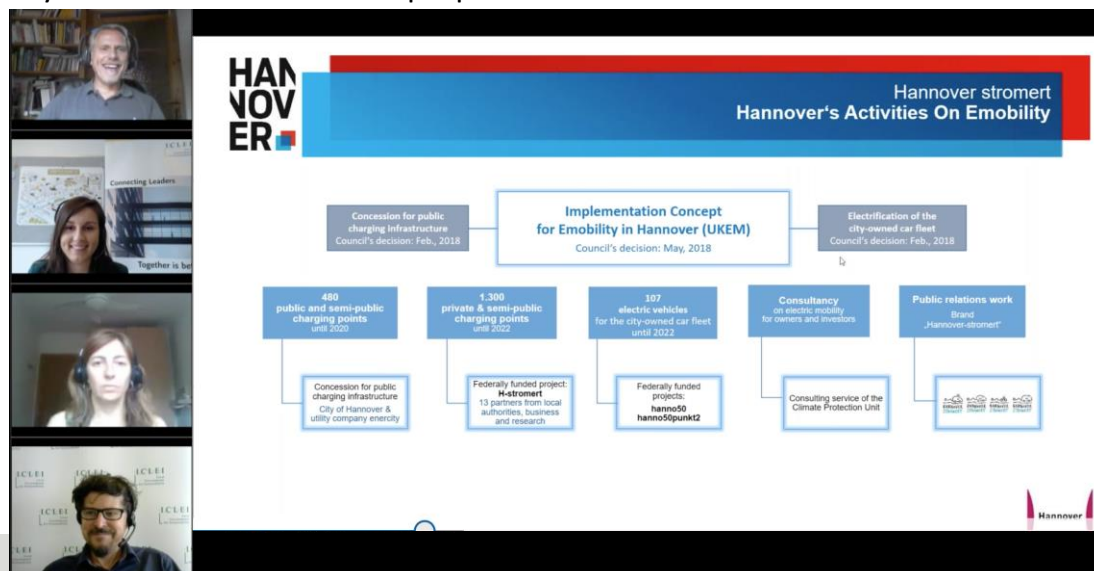 HAN
NOV
ER
Hannover stromert
Hannover's Activities On Emobility
Concession for public
charging infrastructure
Council's decision: Feb., 2018
Implementation Concept
for Emobility in Hannover (UKEM)
Council's decision: May, 2018
Electrification of the
city-owned car fleet
Council's decision: Feb., 2018
480
public and semi-public
charging points
until 2020
1,300
private & semi-public
charging points
until 2022
107
electric vehicles
for the city-owned car fleet
until 2022
Consultancy
on electric mobility
for owners and investors
Public relations work
Brand
„Hannover-stromert"
Concession for public
charging infrastructure
City of Hannover &
utility company enercity
Federally funded project:
H-stromert
13 partners from local
authorities, business
and research
Federally funded
projects:
hanno50
hanno50punkt2
Consulting service of the
Climate Protection Unit
Hannover
Connecting Leaders
Together is be
ICLEI
ICLEI
ICLEI